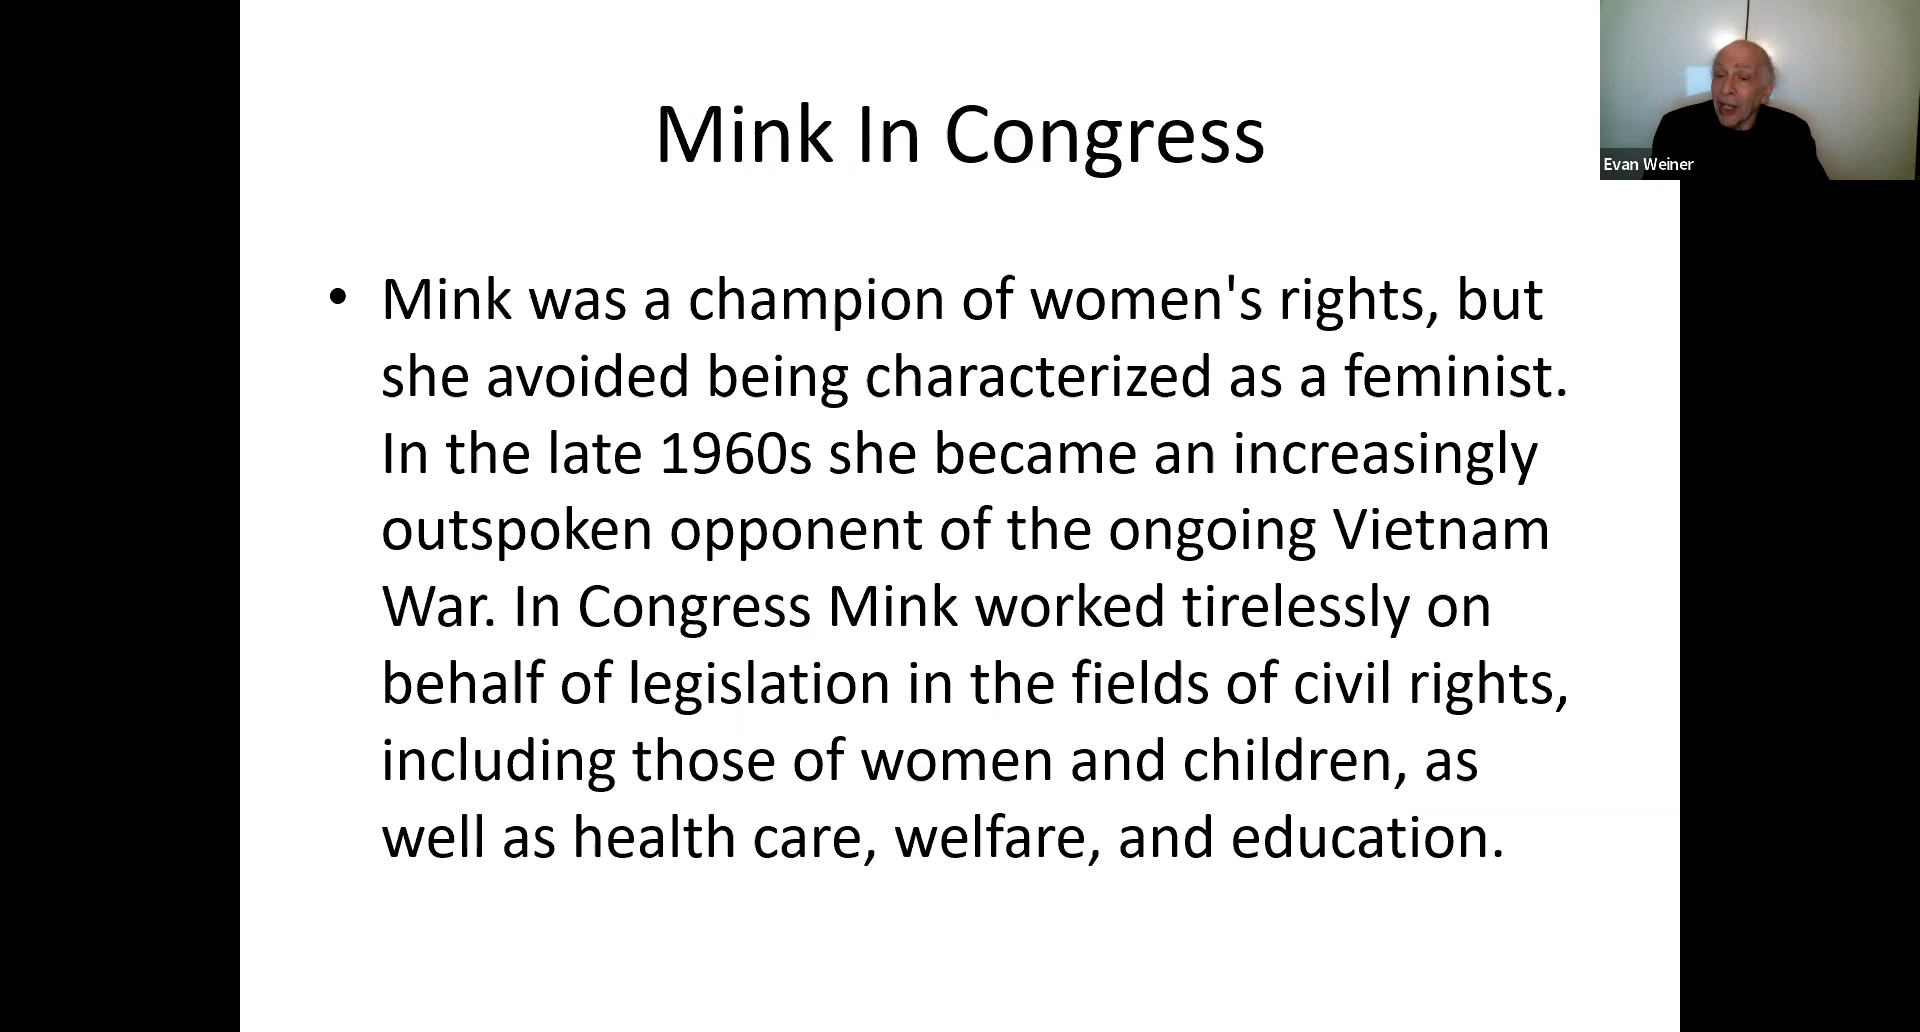 Mink In Congress
Evan Weiner
• Mink was a champion of women's rights, but
she avoided being characterized as a feminist.
In the late 1960s she became an increasingly
outspoken opponent of the ongoing Vietnam
War. In Congress Mink worked tirelessly on
behalf of legislation in the fields of civil rights,
including those of women and children, as
well as health care, welfare, and education.